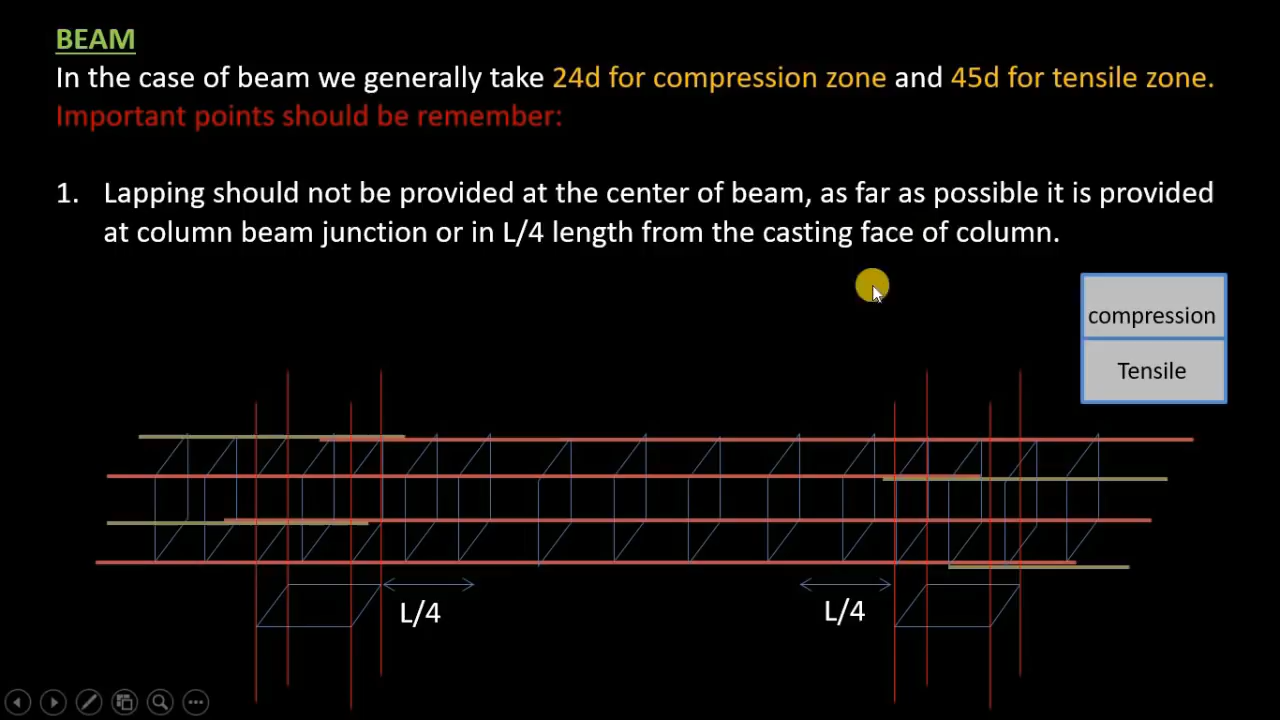 BEAM
In the case of beam we generally take 24d for compression zone and 45d for tensile zone.
Important points should be remember:
1. Lapping should not be provided at the center of beam, as far as possible it is provided
at column beam junction or in L/4 length from the casting face of column.
compression
Tensile
L/4
L/4